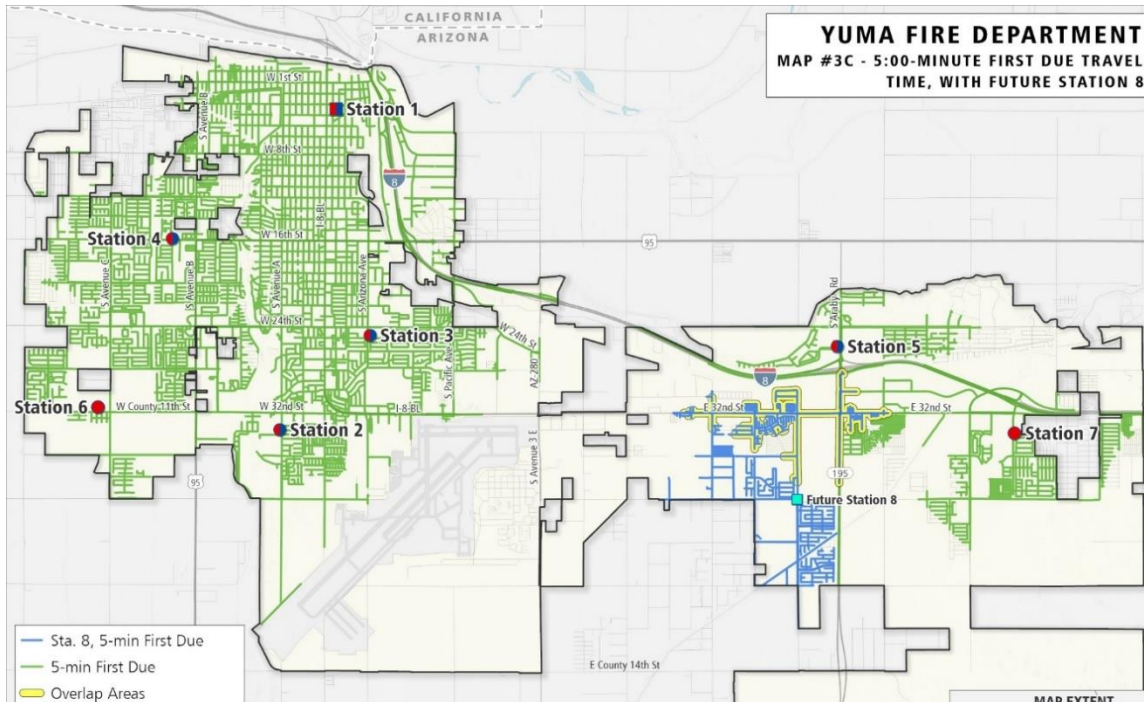 CALIFORNIA
ARIZONA
YUMA FIRE DEPARTMENT
MAP #3C - 5:00-MINUTE FIRST DUE TRAVEL
TIME, WITH FUTURE STATION 8
W 1st St
S Avenue B
Station 1
W 8th St
8
I-8-BL
W 16th St
Station 4
95
S Avenue C
S Avenue B
S Avenue A
S Arizona Ave
S Araby Rd
W 24th St
Station 3
W 24th St
Station 5
S Pacific Ave
AZ 280
8
Station 6
W County 11th St
W 32nd St
I-8-BL
E 32nd St
E 32nd St
Station 2
Station 7
S Avenue 3 E
95
195
Future Station 8
Sta. 8, 5-min First Due
5-min First Due
Overlap Areas
E County 14th St
MAP EXTENT